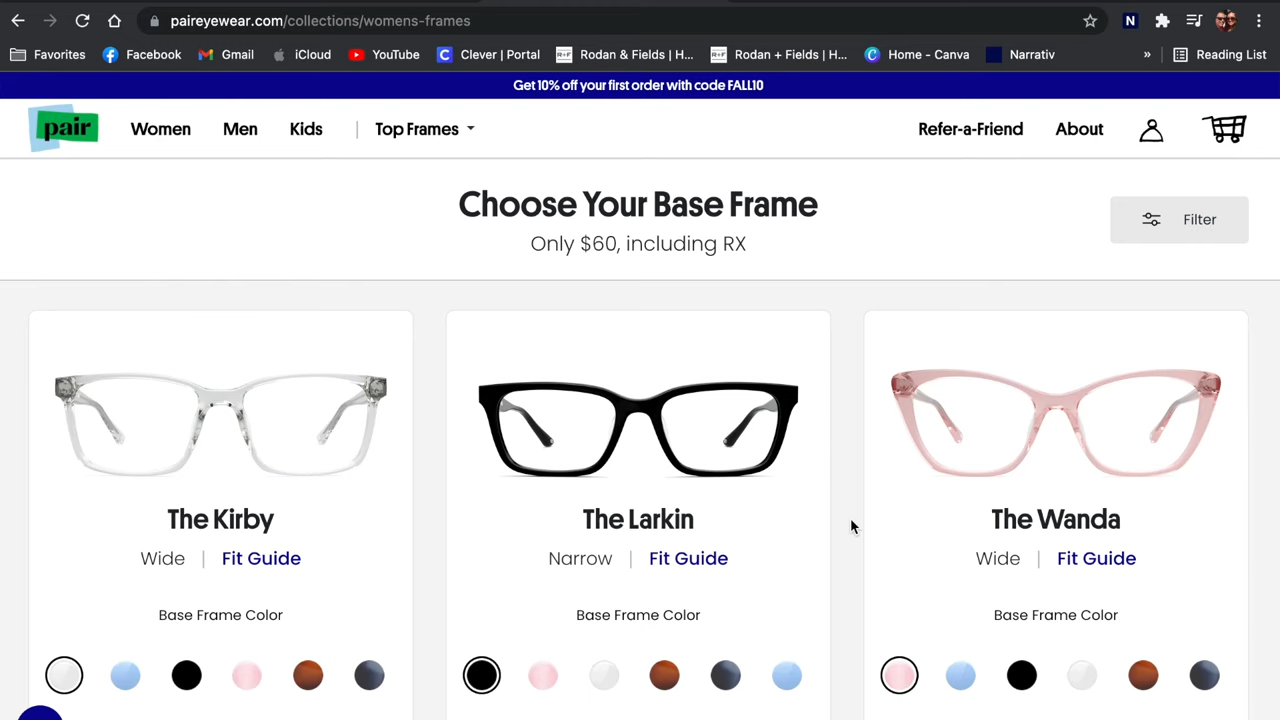 paireyewear.com/collections/womens-frames
N
Favorites Facebook Gmail iCloud YouTube Clever | Portal R+F Rodan & Fields | H... R+F Rodan + Fields | H... Home - Canva Narrativ » Reading List
Get 10% off your first order with code FALL10
pair Women Men Kids | Top Frames Refer-a-Friend About
Choose Your Base Frame
Only $60, including RX
Filter
The Kirby
Wide | Fit Guide
Base Frame Color
The Larkin
Narrow | Fit Guide
Base Frame Color
The Wanda
Wide | Fit Guide
Base Frame Color